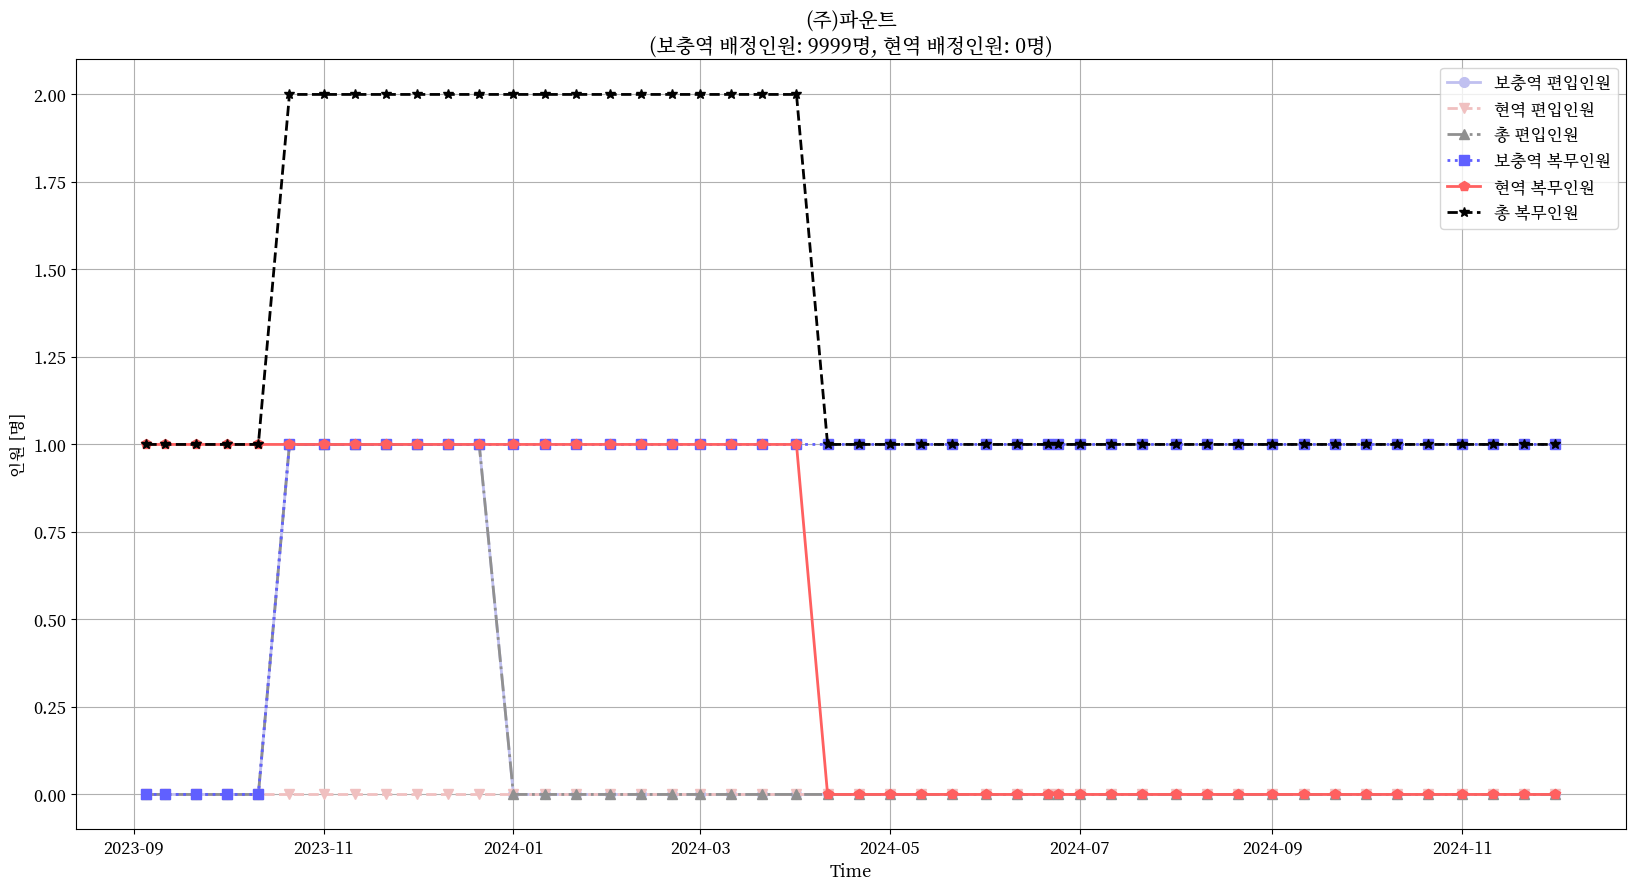 (주)파운트
(보충역 배정인원: 9999명, 현역 배정인원: 0명)
보충역 편입인원
현역 편입인원
총 편입인원
보충역 복무인원
현역 복무인원
총 복무인원
2.00
1.75
1.50
1.25
1.00
0.75
0.50
0.25
0.00
인원 [명]
2023-09 2023-11 2024-01 2024-03 2024-05 2024-07 2024-09 2024-11
Time